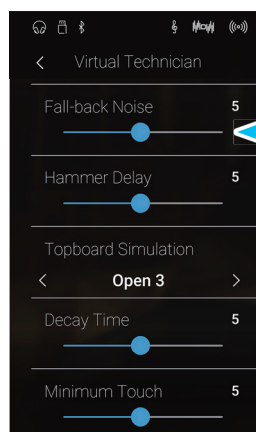 Virtual Technician
Fall-back Noise 5
Hammer Delay 5
Topboard Simulation
Open 3
Decay Time 5
Minimum Touch 5